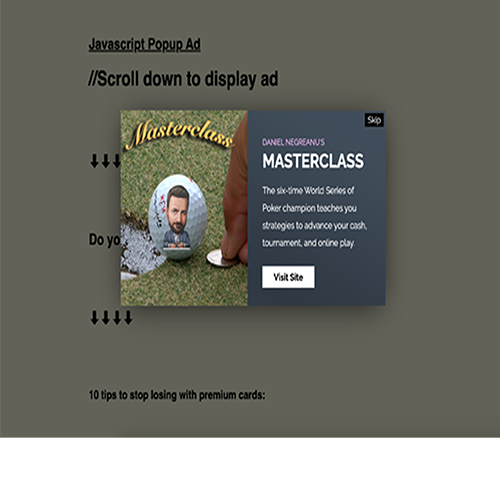 Javascript Popup Ad
//Scroll down to display ad
Masterclass
Skip
DANIEL NEGREANU'S
MASTERCLASS
The six-time World Series of
Poker champion teaches you
strategies to advance your cash,
tournament, and online play.
Visit Site
Do yo
10 tips to stop losing with premium cards: